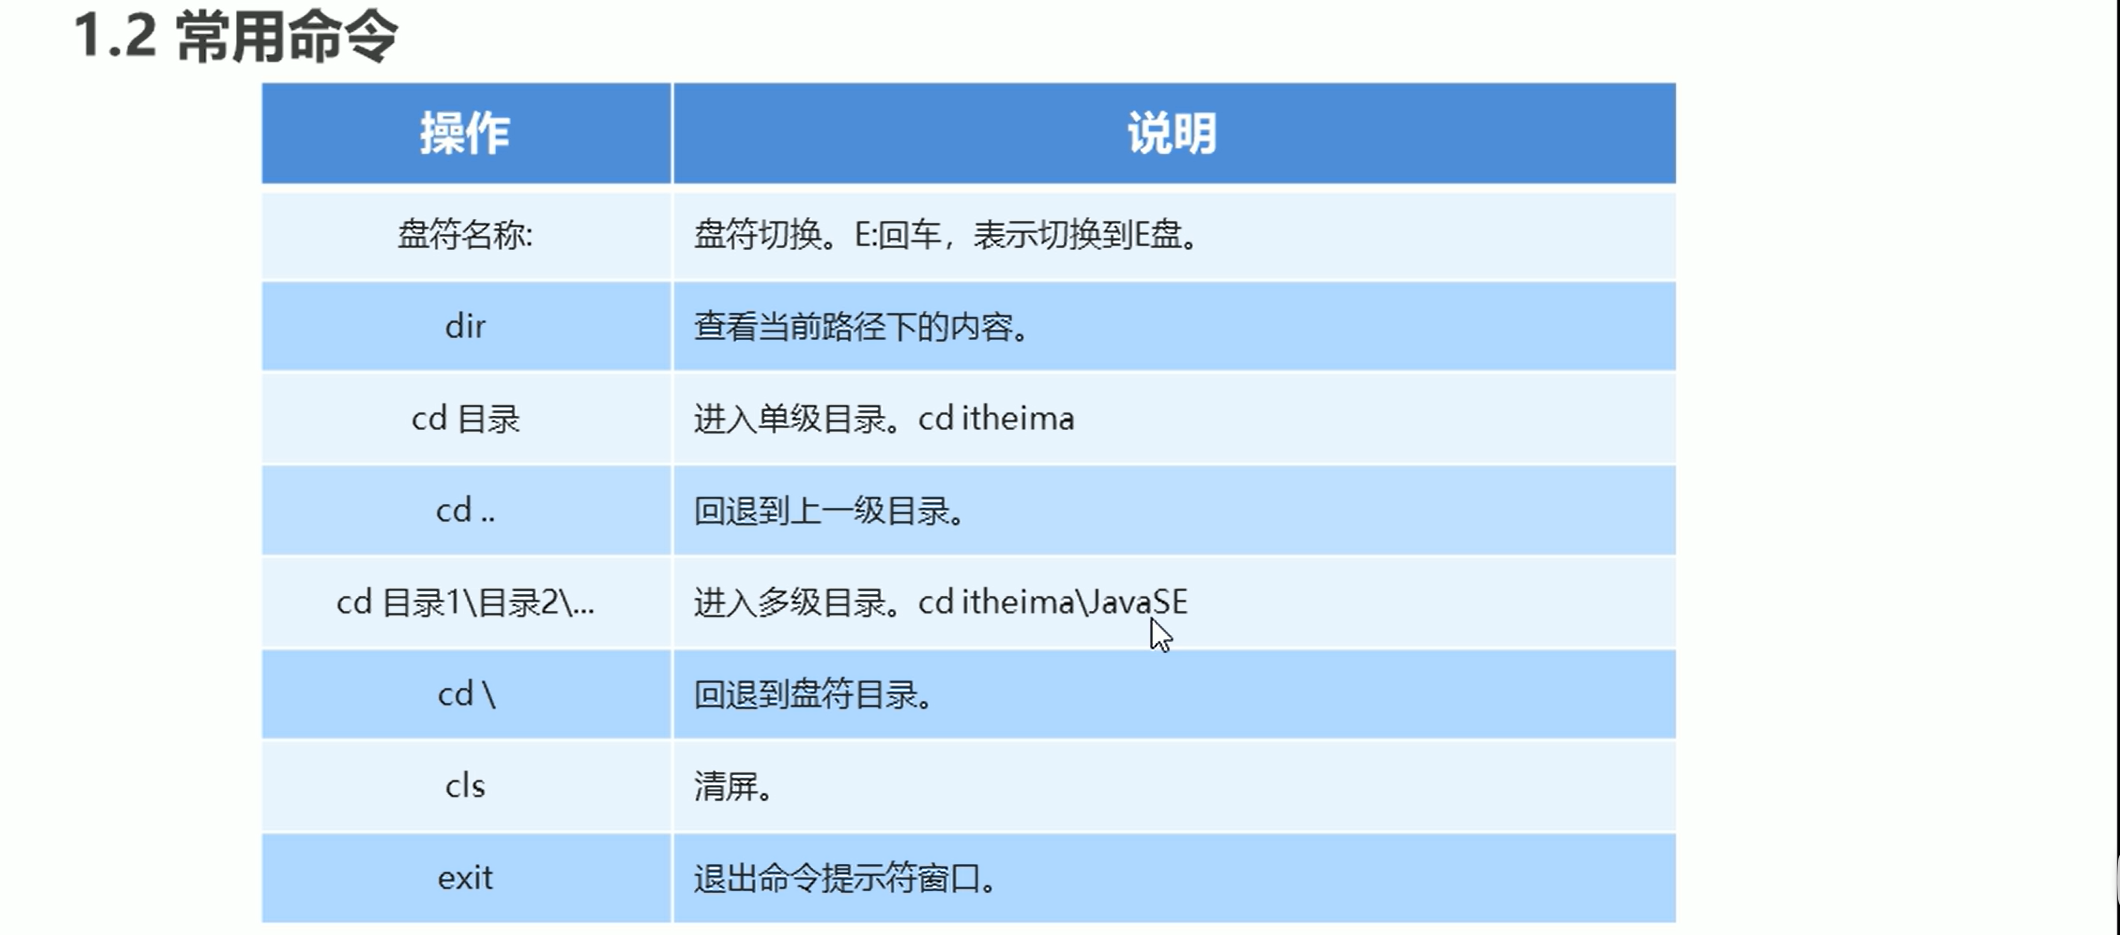 1.2 常用命令
操作 说明
盘符名称: 盘符切换。E:回车，表示切换到E盘。
dir 查看当前路径下的内容。
cd 目录 进入单级目录。cd itheima
cd .. 回退到上一级目录。
cd 目录1\目录2\... 进入多级目录。cd itheima\JavaSE
cd \ 回退到盘符目录。
cls 清屏。
exit 退出命令提示符窗口。